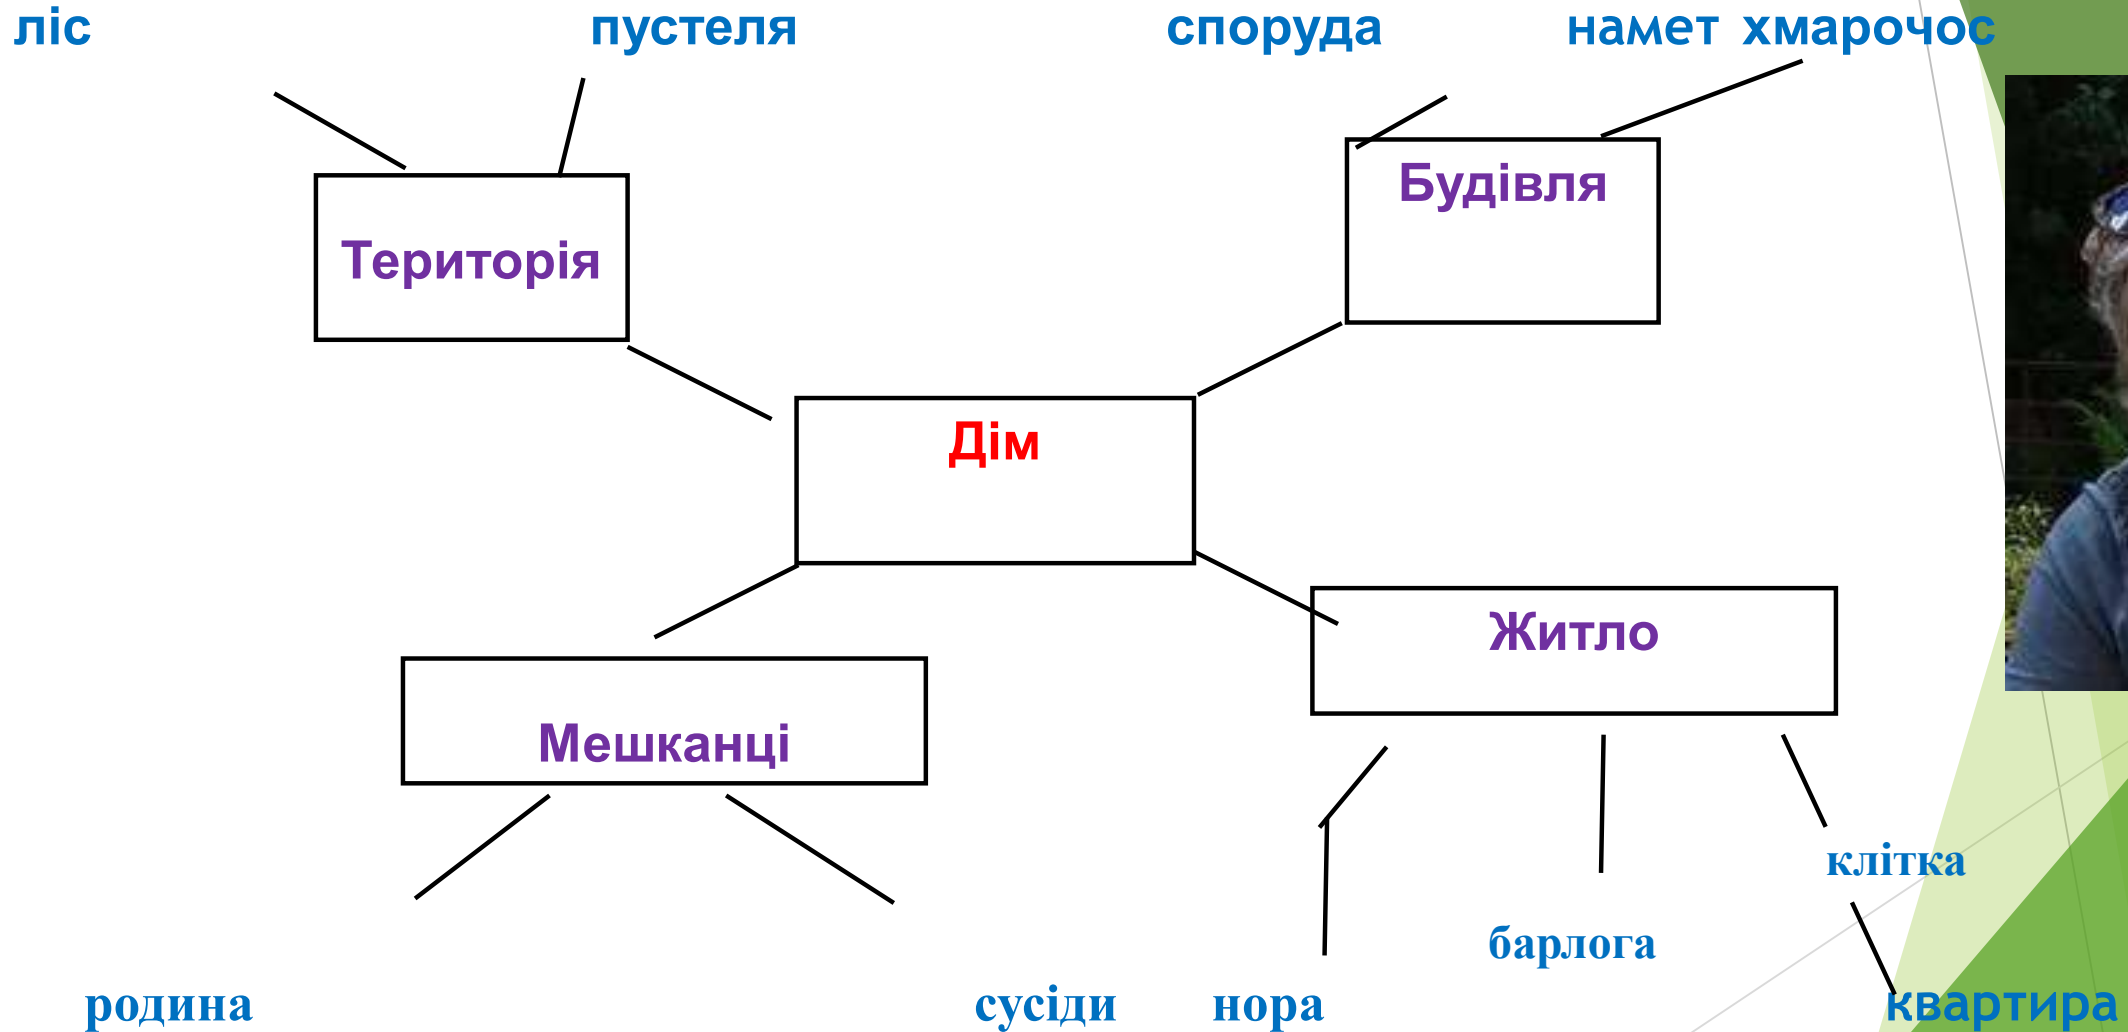 ліс пустеля споруда намет хмарочос
Будівля
Територія
Дім
Житло
Мешканці
клітка
барлога
родина сусіди нора квартира